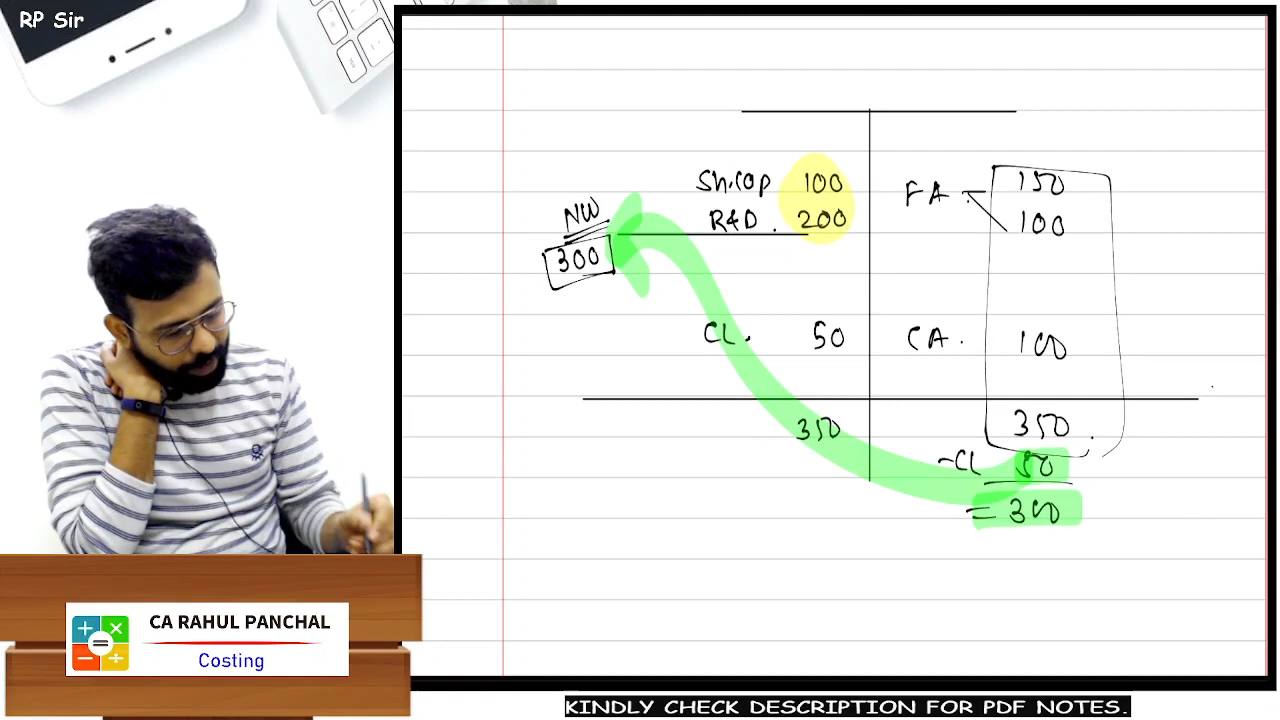 RP Sir
Sh.Cap 100
R&D. 200
NW
300
FA 150
100
CL. 50
CA. 100
350
350
-CL 50
= 300
CA RAHUL PANCHAL
Costing
KINDLY CHECK DESCRIPTION FOR PDF NOTES.